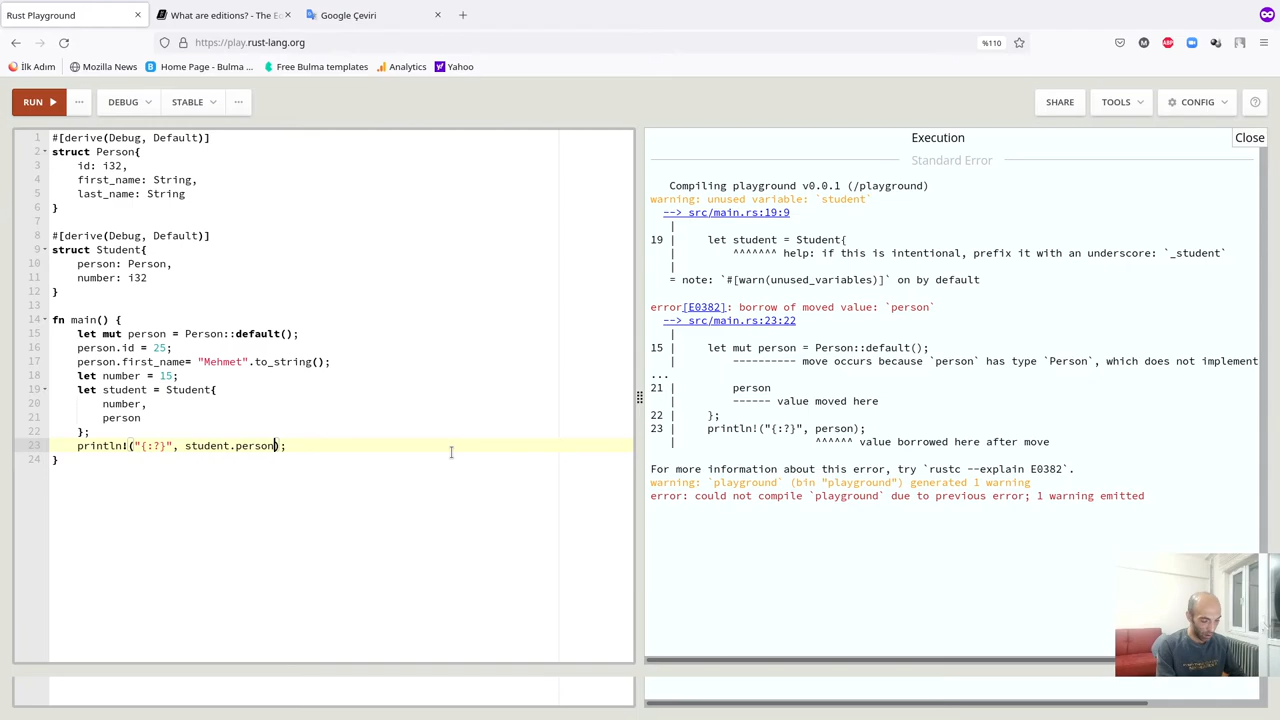 Rust Playground
What are editions? - The Ed
Google Çeviri
https://play.rust-lang.org
%110
İlk Adım
Mozilla News
Home Page - Bulma ...
Free Bulma templates
Analytics
Yahoo
RUN
DEBUG
STABLE
SHARE
TOOLS
CONFIG
1 #[derive(Debug, Default)]
2 struct Person{
3 id: i32,
4 first_name: String,
5 last_name: String
6 }
7
8 #[derive(Debug, Default)]
9 struct Student{
10 person: Person,
11 number: i32
12 }
13
14 fn main() {
15 let mut person = Person::default();
16 person.id = 25;
17 person.first_name= "Mehmet".to_string();
18 let number = 15;
19 let student = Student{
20 number,
21 person
22 };
23 println!("{:?}", student.person);
24 }
Execution
Close
Standard Error
Compiling playground v0.0.1 (/playground)
warning: unused variable: `student`
--> src/main.rs:19:9
|
19 | let student = Student{
| ^^^^^^^ help: if this is intentional, prefix it with an underscore: `_student`
|
= note: `#[warn(unused_variables)]` on by default
error[E0382]: borrow of moved value: `person`
--> src/main.rs:23:22
|
15 | let mut person = Person::default();
| ---------- move occurs because `person` has type `Person`, which does not implement
...
21 | person
| ------ value moved here
22 | };
23 | println!("{:?}", person);
| ^^^^^^ value borrowed here after move
For more information about this error, try `rustc --explain E0382`.
warning: `playground` (bin "playground") generated 1 warning
error: could not compile `playground` due to previous error; 1 warning emitted